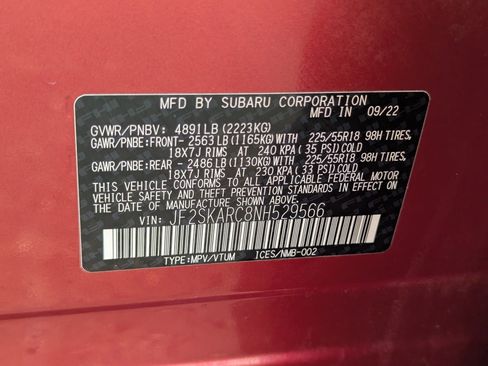 MFD BY SUBARU CORPORATION
MFD IN 09/22
GVWR/PNBV: 4891LB(2223KG)
GAWR/PNBE:FRONT- 2563LB(1165KG)WITH 225/55R18 98H TIRES,
18X7J RIMS AT 240 KPA( 35 PSI)COLD
GAWR/PNBE:REAR - 2486LB(1130KG)WITH 225/55R18 98H TIRES,
18X7J RIMS AT 230 KPA( 33 PSI)COLD
THIS VEHICLE CONFORMS TO ALL APPLICABLE FEDERAL MOTOR
VEHICLE SAFETY AND THEFT PREVENTION STANDARDS IN EFFECT
ON THE DATE OF MANUFACTURE SHOWN ABOVE.
VIN: JF2SKARC8NH529566
TYPE:MPV/VTUM ICES/NMB-002